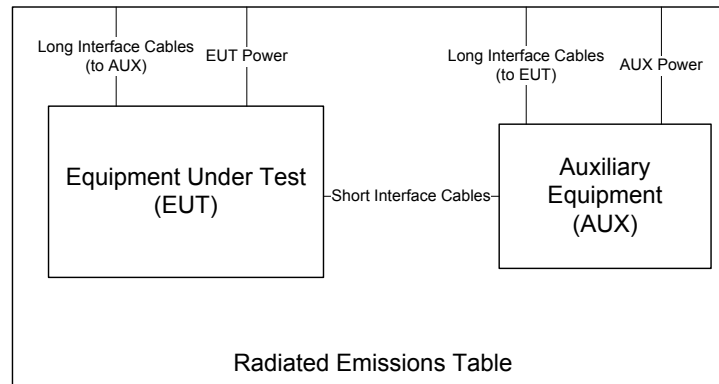 Long Interface Cables
(to AUX)
EUT Power
Long Interface Cables
(to EUT)
AUX Power
Equipment Under Test
(EUT)
Short Interface Cables
Auxiliary
Equipment
(AUX)
Radiated Emissions Table